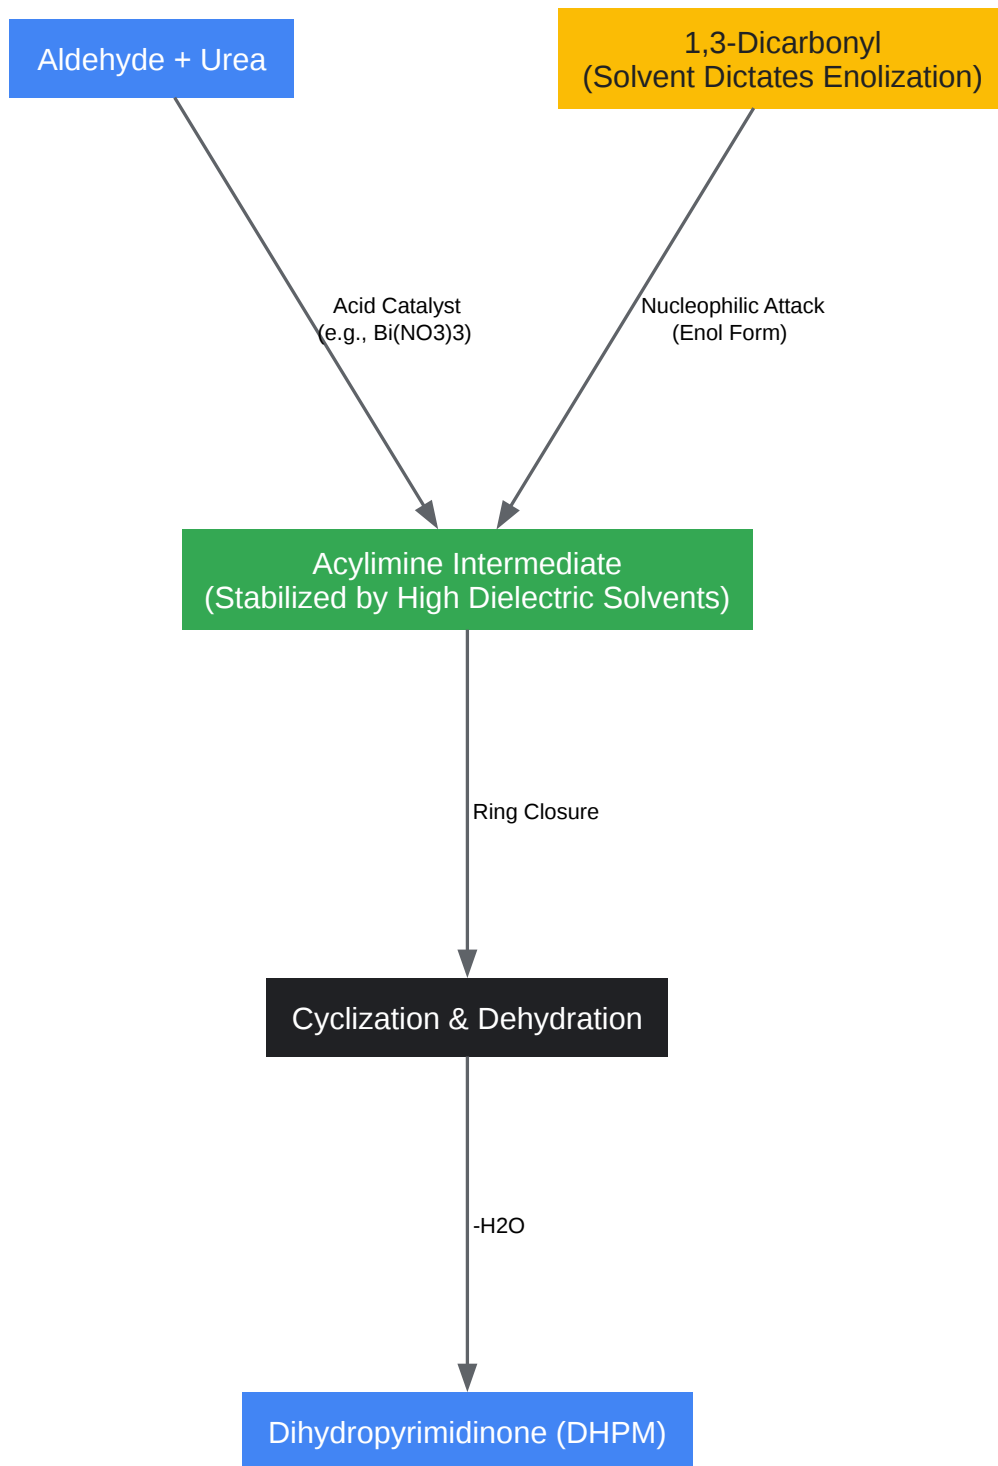 Aldehyde + Urea
1,3-Dicarbonyl
(Solvent Dictates Enolization)
Acid Catalyst
(e.g., Bi(NO3)3)
Nucleophilic Attack
(Enol Form)
Acylimine Intermediate
(Stabilized by High Dielectric Solvents)
Ring Closure
Cyclization & Dehydration
-H2O
Dihydropyrimidinone (DHPM)